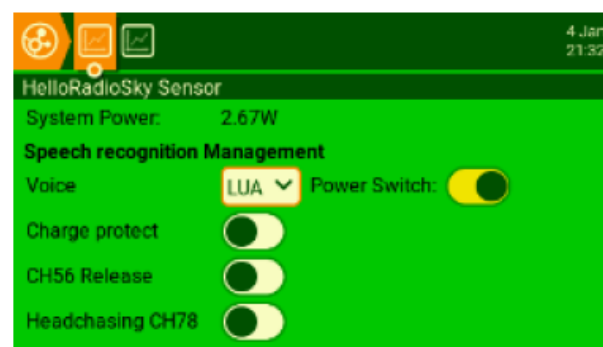 4 Jan
21:32
HelloRadioSky Sensor
System Power: 2.67W
Speech recognition Management
Voice LUA Power Switch:
Charge protect
CH56 Release
Headchasing CH78